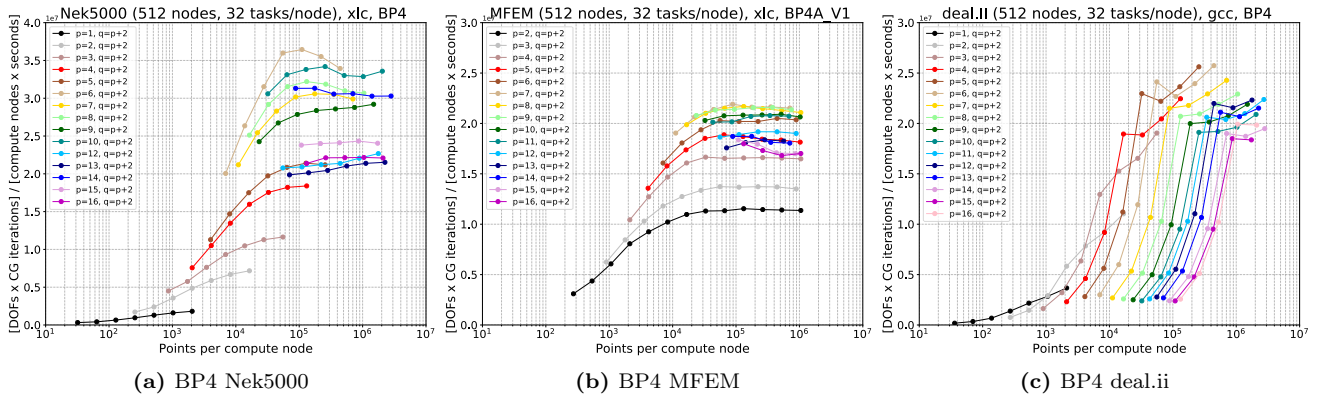 Nek5000 (512 nodes, 32 tasks/node), xlc, BP4
1e7
[DOFs x CG iterations] / [compute nodes x seconds]
4.0
3.5
3.0
2.5
2.0
1.5
1.0
0.5
0.0
p=1, q=p+2
p=2, q=p+2
p=3, q=p+2
p=4, q=p+2
p=5, q=p+2
p=6, q=p+2
p=7, q=p+2
p=8, q=p+2
p=9, q=p+2
p=10, q=p+2
p=11, q=p+2
p=12, q=p+2
p=13, q=p+2
p=14, q=p+2
p=15, q=p+2
p=16, q=p+2
10^1 10^2 10^3 10^4 10^5 10^6 10^7
Points per compute node
(a) BP4 Nek5000
MFEM (512 nodes, 32 tasks/node), xlc, BP4A_V1
1e7
[DOFs x CG iterations] / [compute nodes x seconds]
3.0
2.5
2.0
1.5
1.0
0.5
0.0
p=2, q=p+2
p=3, q=p+2
p=4, q=p+2
p=5, q=p+2
p=6, q=p+2
p=7, q=p+2
p=8, q=p+2
p=9, q=p+2
p=10, q=p+2
p=11, q=p+2
p=12, q=p+2
p=13, q=p+2
p=14, q=p+2
p=15, q=p+2
p=16, q=p+2
10^1 10^2 10^3 10^4 10^5 10^6 10^7
Points per compute node
(b) BP4 MFEM
deal.II (512 nodes, 32 tasks/node), gcc, BP4
1e7
[DOFs x CG iterations] / [compute nodes x seconds]
3.0
2.5
2.0
1.5
1.0
0.5
0.0
p=1, q=p+2
p=2, q=p+2
p=3, q=p+2
p=4, q=p+2
p=5, q=p+2
p=6, q=p+2
p=7, q=p+2
p=8, q=p+2
p=9, q=p+2
p=10, q=p+2
p=11, q=p+2
p=12, q=p+2
p=13, q=p+2
p=14, q=p+2
p=15, q=p+2
p=16, q=p+2
10^1 10^2 10^3 10^4 10^5 10^6 10^7
Points per compute node
(c) BP4 deal.ii